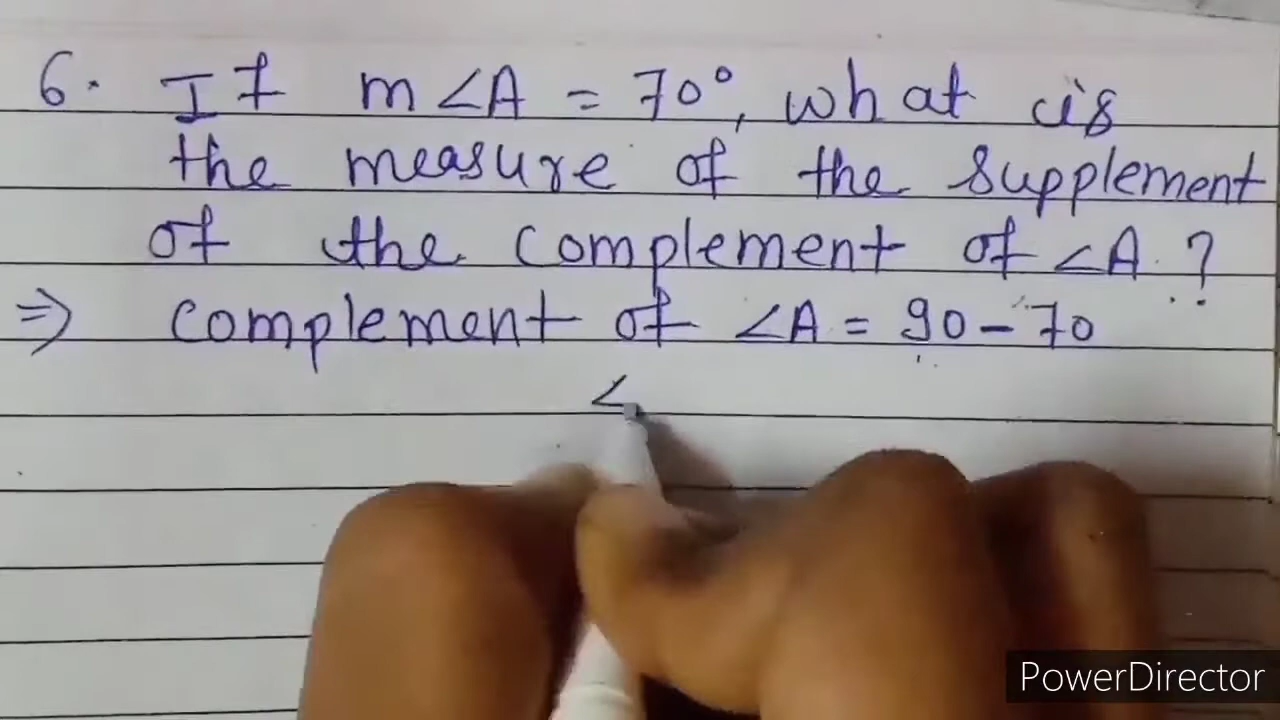 6. If m∠A = 70°, what is
the measure of the supplement
of the complement of ∠A ?
⇒ complement of ∠A = 90 - 70
∠
PowerDirector